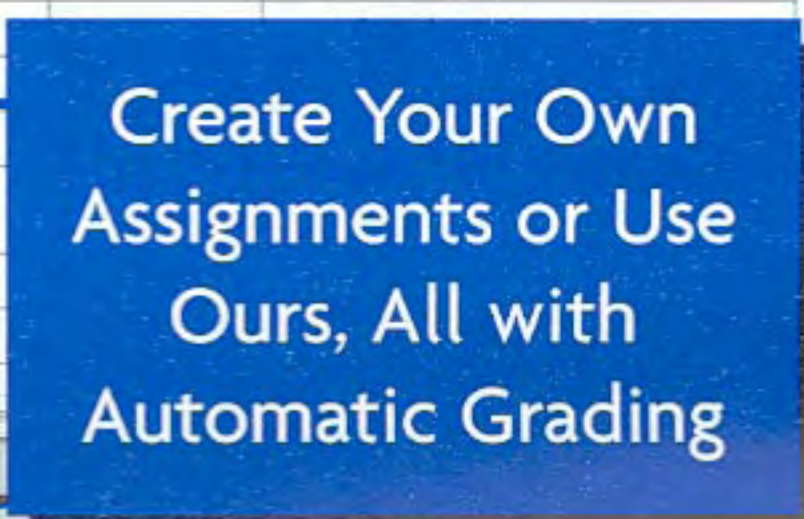 Create Your Own
Assignments or Use
Ours, All with
Automatic Grading